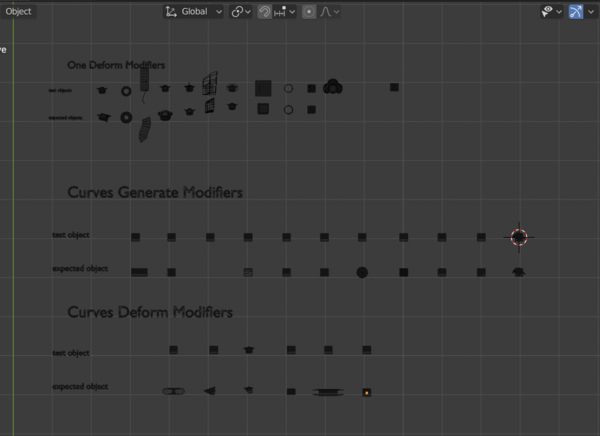 Object
Global
ve
One Deform Modifiers
test objects
expected objects
Curves Generate Modifiers
test object
expected object
Curves Deform Modifiers
test object
expected object